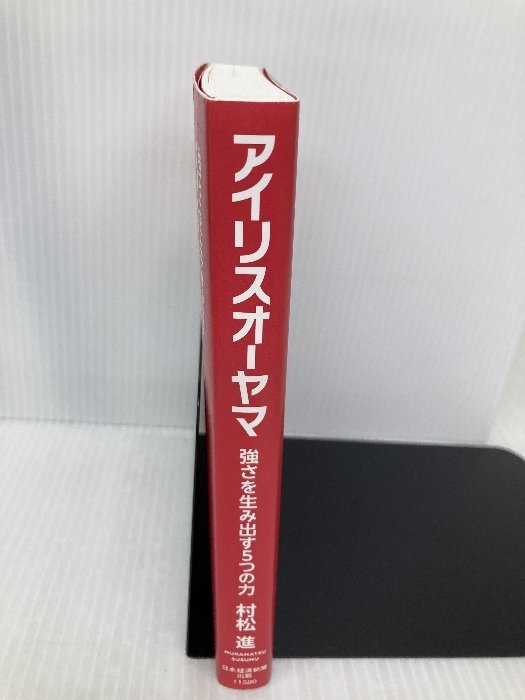 アイリスオーヤマ
強さを生み出す5つの力
村松 進
MURAMATSU
SUSUMU
日本経済新聞
出版